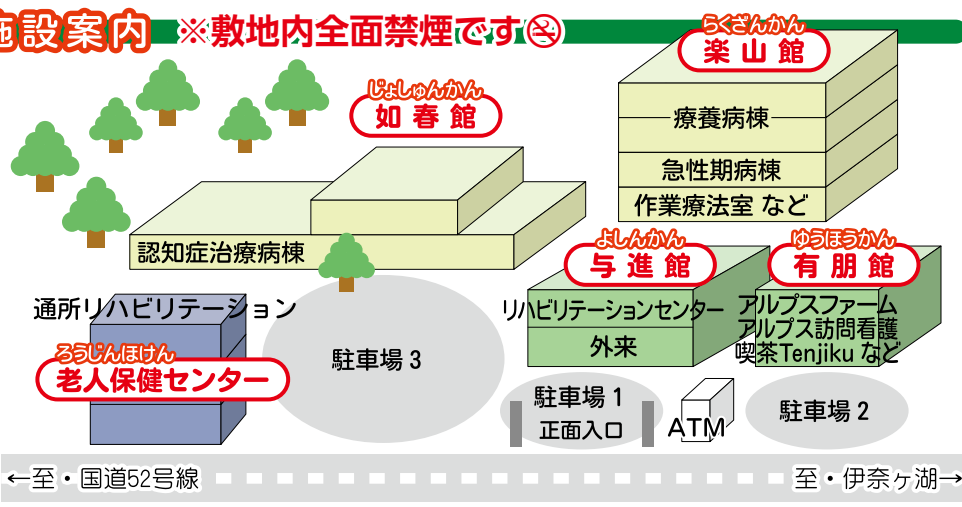 施設案内 ※敷地内全面禁煙です
らくざんかん
楽山館
療養病棟
急性期病棟
作業療法室 など
じょしゅんかん
如春館
認知症治療病棟
よしんかん
与進館
リハビリテーションセンター
外来
ゆうほうかん
有朋館
アルプスファーム
アルプス訪問看護
喫茶Tenjiku など
通所リハビリテーション
ろうじんほけん
老人保健センター
駐車場 3
駐車場 1
正面入口
ATM
駐車場 2
←至・国道52号線
至・伊奈ヶ湖→